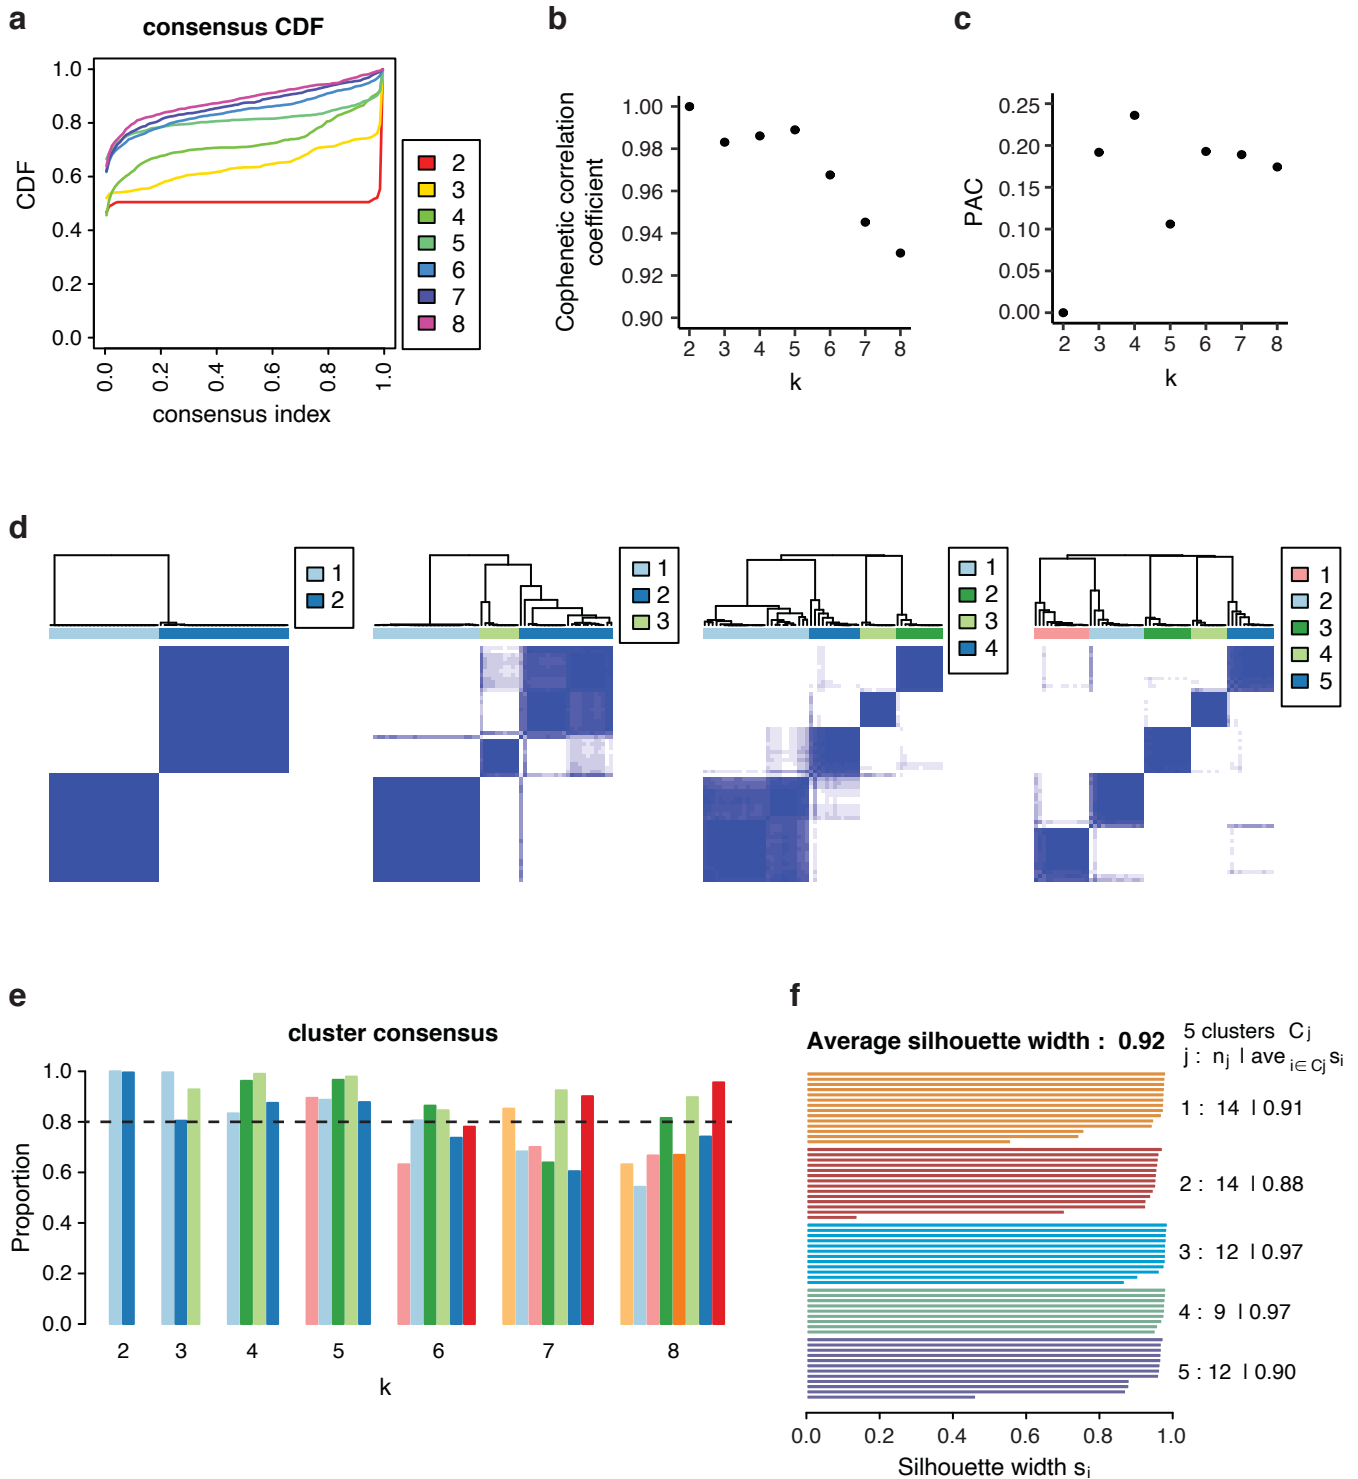 a
consensus CDF
1.0
0.8
0.6
0.4
0.2
0.0
CDF
0.0
0.2
0.4
0.6
0.8
1.0
consensus index
2
3
4
5
6
7
8
b
Cophenetic correlation
coefficient
1.00
0.98
0.96
0.94
0.92
0.90
2 3 4 5 6 7 8
k
c
PAC
0.25
0.20
0.15
0.10
0.05
0.00
2 3 4 5 6 7 8
k
d
1
2
1
2
3
1
2
3
4
1
2
3
4
5
e
cluster consensus
Proportion
1.0
0.8
0.6
0.4
0.2
0.0
2 3 4 5 6 7 8
k
f
Average silhouette width : 0.92
5 clusters Cj
j : nj | avei∈Cj si
1 : 14 | 0.91
2 : 14 | 0.88
3 : 12 | 0.97
4 : 9 | 0.97
5 : 12 | 0.90
0.0 0.2 0.4 0.6 0.8 1.0
Silhouette width si